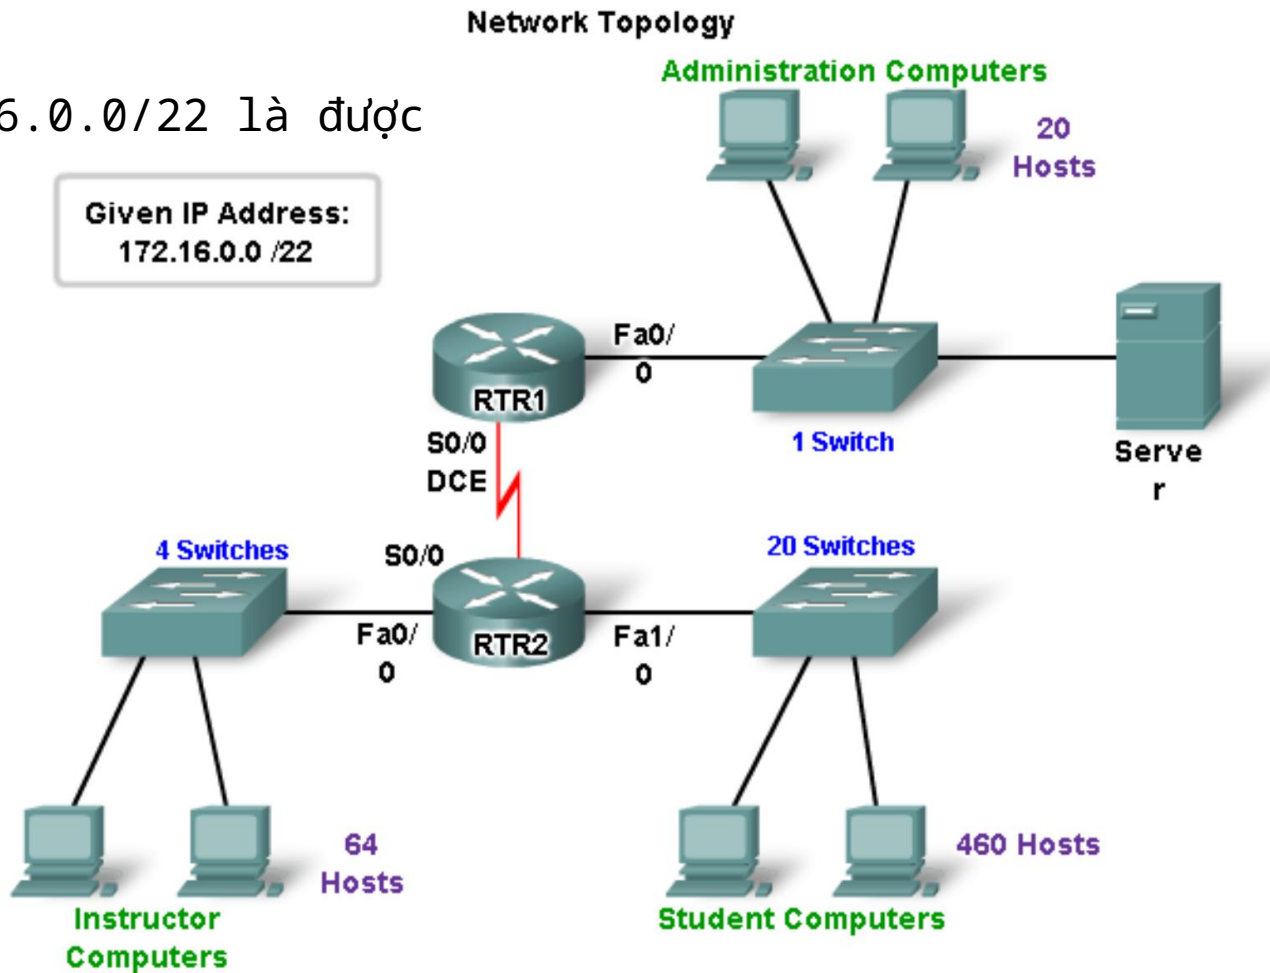 Network Topology
Administration Computers
6.0.0/22 là được
20
Hosts
Given IP Address:
172.16.0.0 /22
Fa0/
0
RTR1
S0/0
DCE
1 Switch
Serve
r
4 Switches
S0/0
20 Switches
Fa0/
0
RTR2
Fa1/
0
64
Hosts
460 Hosts
Instructor
Computers
Student Computers